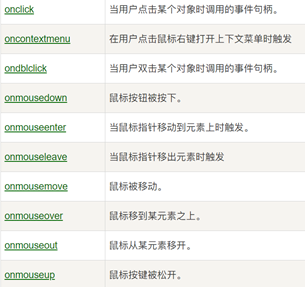 onclick 当用户点击某个对象时调用的事件句柄。
oncontextmenu 在用户点击鼠标右键打开上下文菜单时触发
ondblclick 当用户双击某个对象时调用的事件句柄。
onmousedown 鼠标按钮被按下。
onmouseenter 当鼠标指针移动到元素上时触发。
onmouseleave 当鼠标指针移出元素时触发
onmousemove 鼠标被移动。
onmouseover 鼠标移到某元素之上。
onmouseout 鼠标从某元素移开。
onmouseup 鼠标按键被松开。